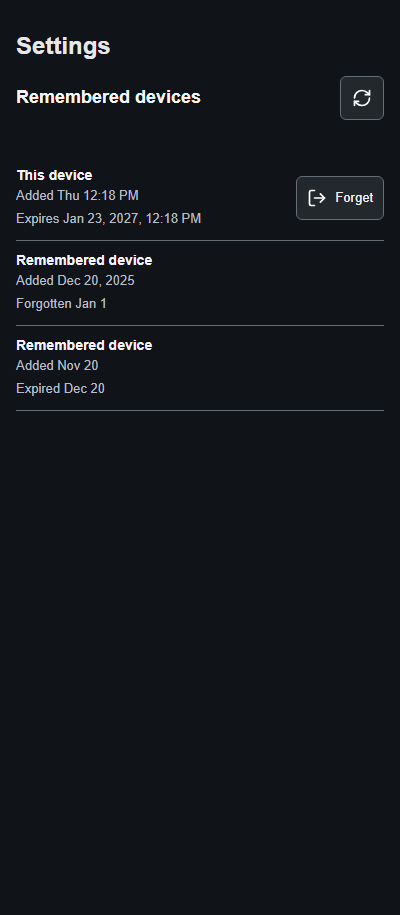 Settings
Remembered devices
This device
Added Thu 12:18 PM
Expires Jan 23, 2027, 12:18 PM
Forget
Remembered device
Added Dec 20, 2025
Forgotten Jan 1
Remembered device
Added Nov 20
Expired Dec 20